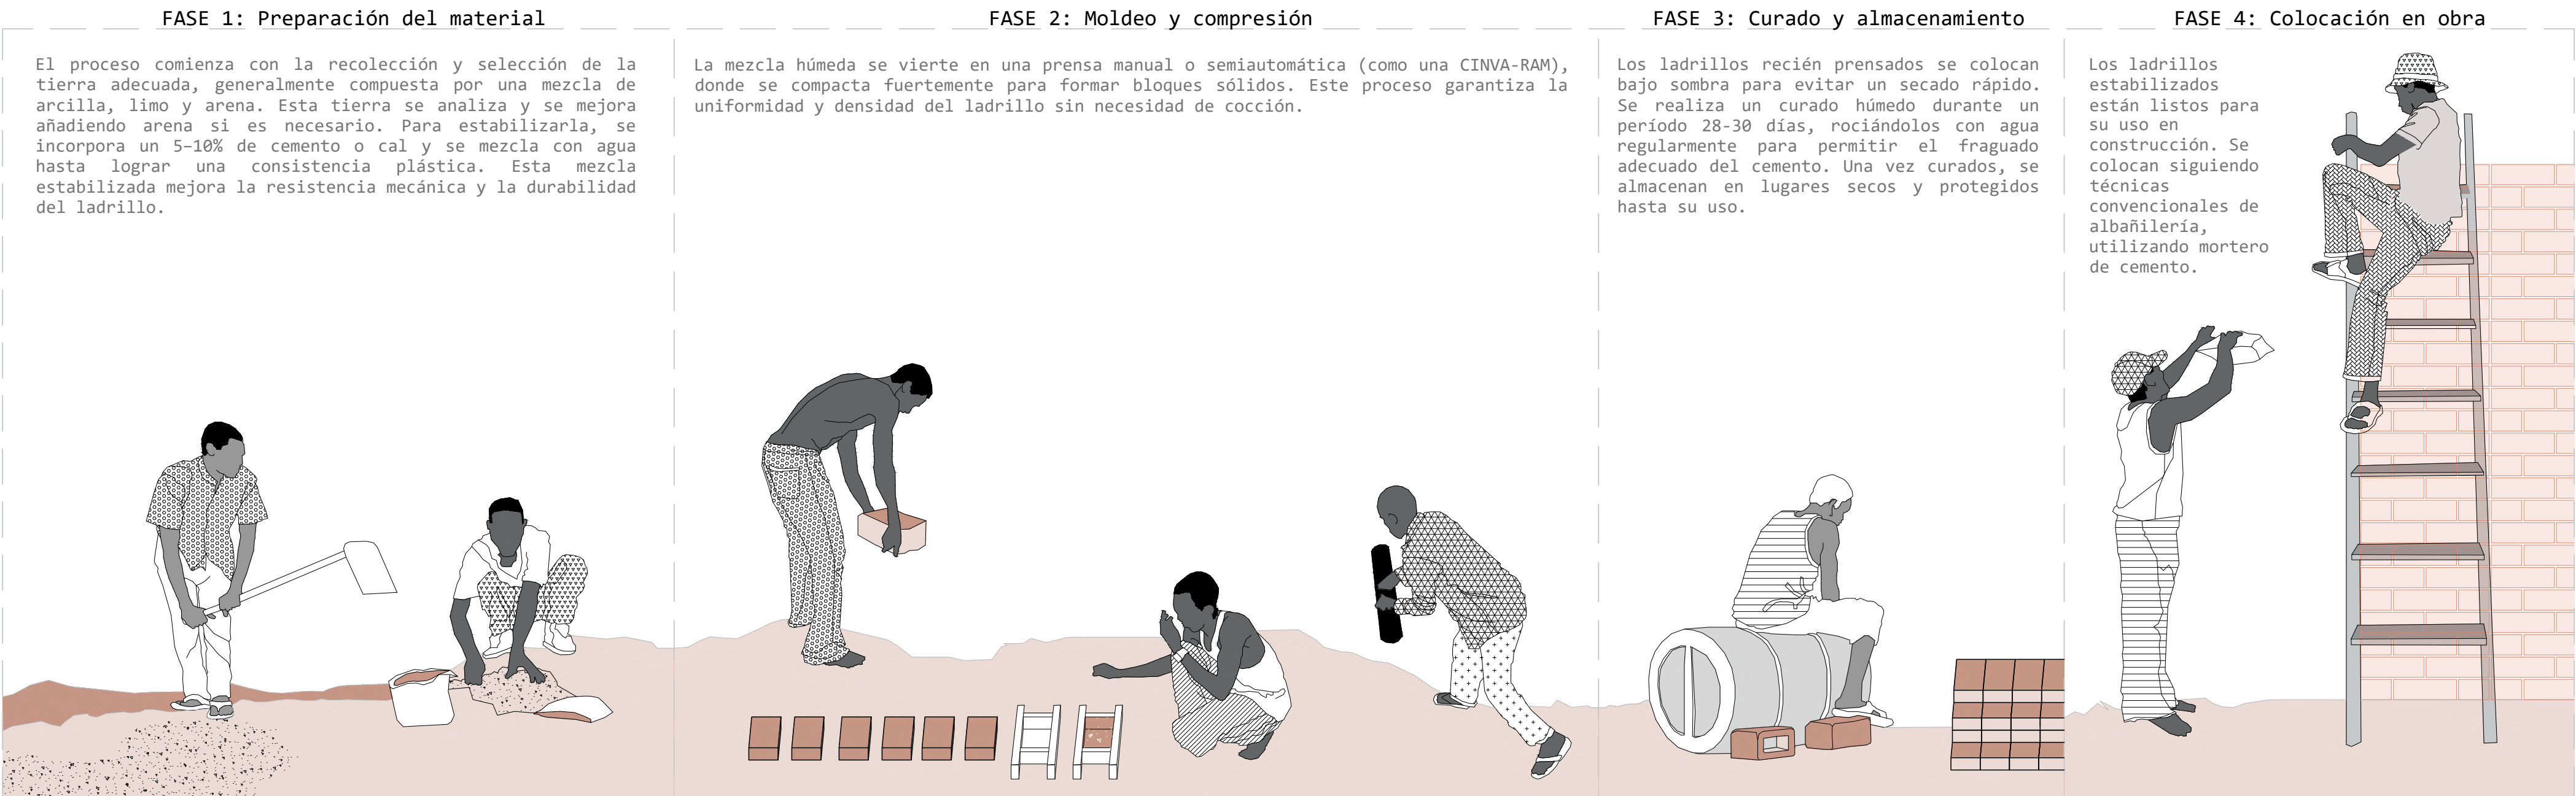 FASE 1: Preparación del material
El proceso comienza con la recolección y selección de la
tierra adecuada, generalmente compuesta por una mezcla de
arcilla, limo y arena. Esta tierra se analiza y se mejora
añadiendo arena si es necesario. Para estabilizarla, se
incorpora un 5–10% de cemento o cal y se mezcla con agua
hasta lograr una consistencia plástica. Esta mezcla
estabilizada mejora la resistencia mecánica y la durabilidad
del ladrillo.
FASE 2: Moldeo y compresión
La mezcla húmeda se vierte en una prensa manual o semiautomática (como una CINVA-RAM),
donde se compacta fuertemente para formar bloques sólidos. Este proceso garantiza la
uniformidad y densidad del ladrillo sin necesidad de cocción.
FASE 3: Curado y almacenamiento
Los ladrillos recién prensados se colocan
bajo sombra para evitar un secado rápido.
Se realiza un curado húmedo durante un
período 28-30 días, rociándolos con agua
regularmente para permitir el fraguado
adecuado del cemento. Una vez curados, se
almacenan en lugares secos y protegidos
hasta su uso.
FASE 4: Colocación en obra
Los ladrillos
estabilizados
están listos para
su uso en
construcción. Se
colocan siguiendo
técnicas
convencionales de
albañilería,
utilizando mortero
de cemento.